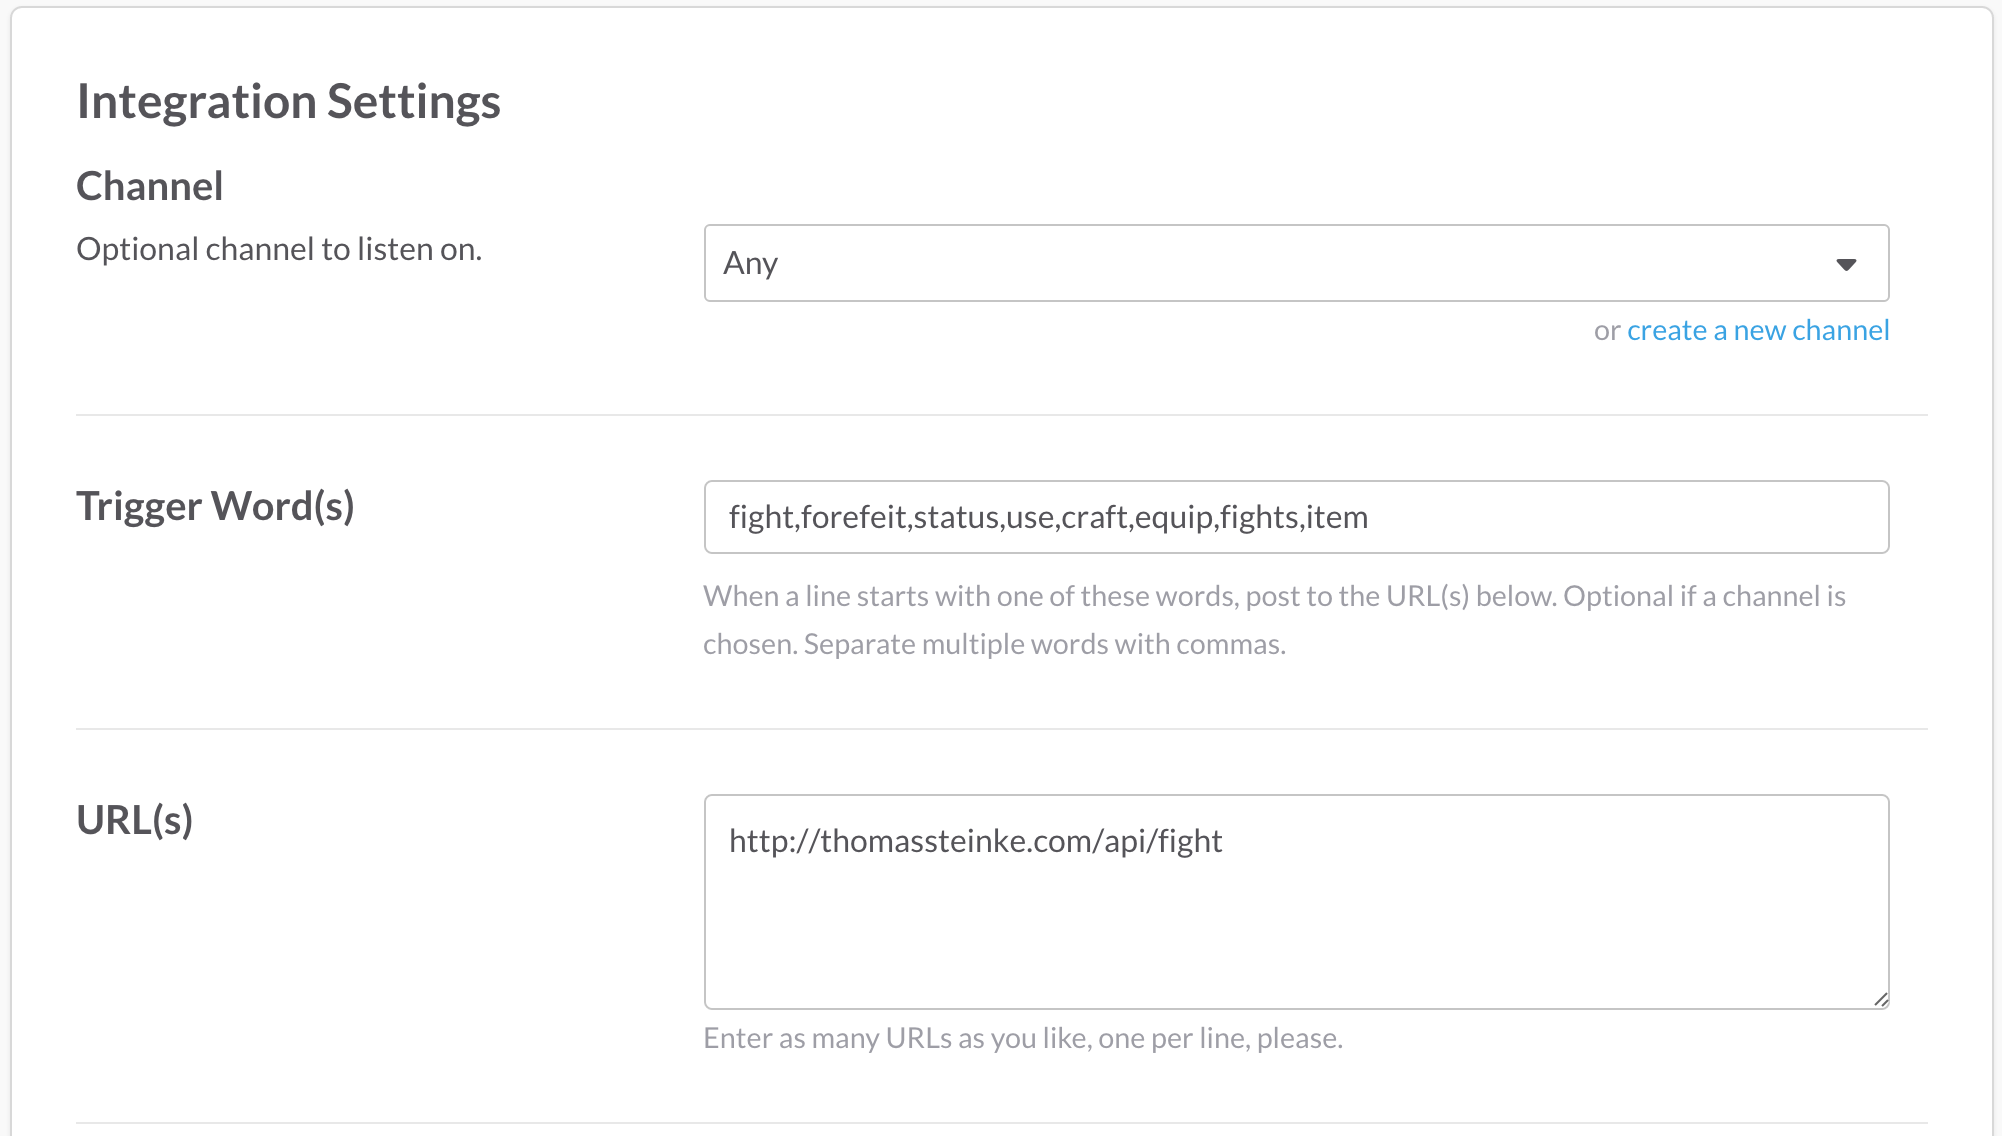 Integration Settings
Channel
Optional channel to listen on.
Any
or create a new channel
Trigger Word(s)
fight,forefeit,status,use,craft,equip,fights,item
When a line starts with one of these words, post to the URL(s) below. Optional if a channel is
chosen. Separate multiple words with commas.
URL(s)
http://thomassteinke.com/api/fight
Enter as many URLs as you like, one per line, please.